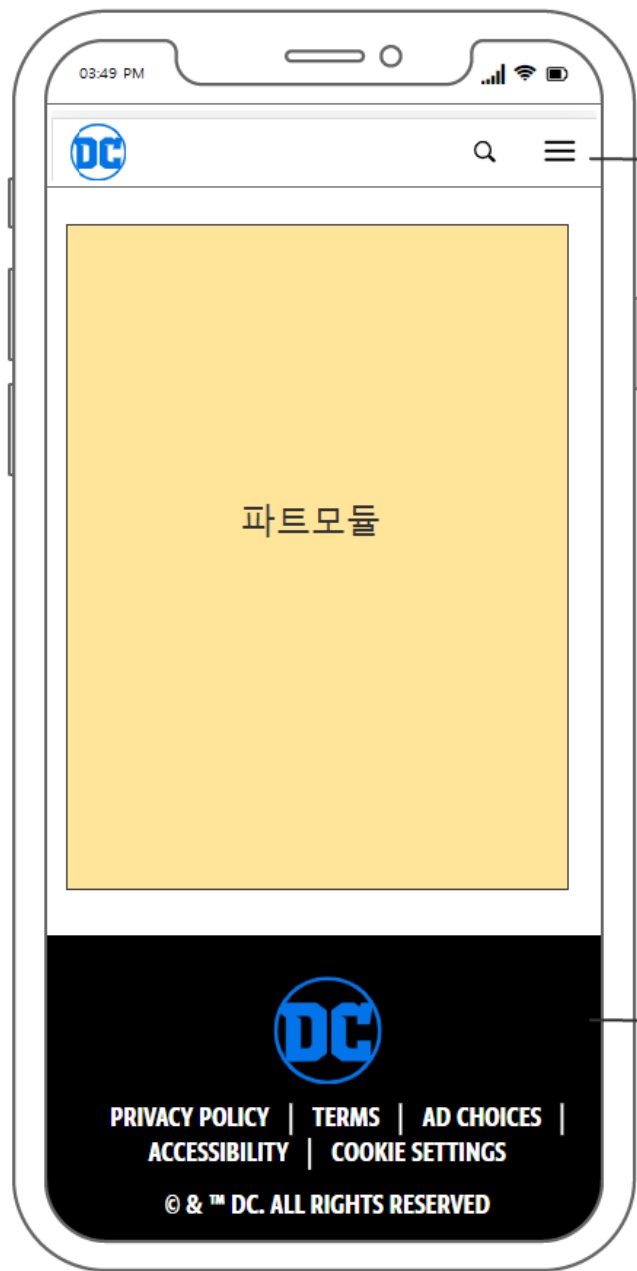 03:49 PM
DC
파트모듈
DC
PRIVACY POLICY | TERMS | AD CHOICES |
ACCESSIBILITY | COOKIE SETTINGS
© & ™ DC. ALL RIGHTS RESERVED